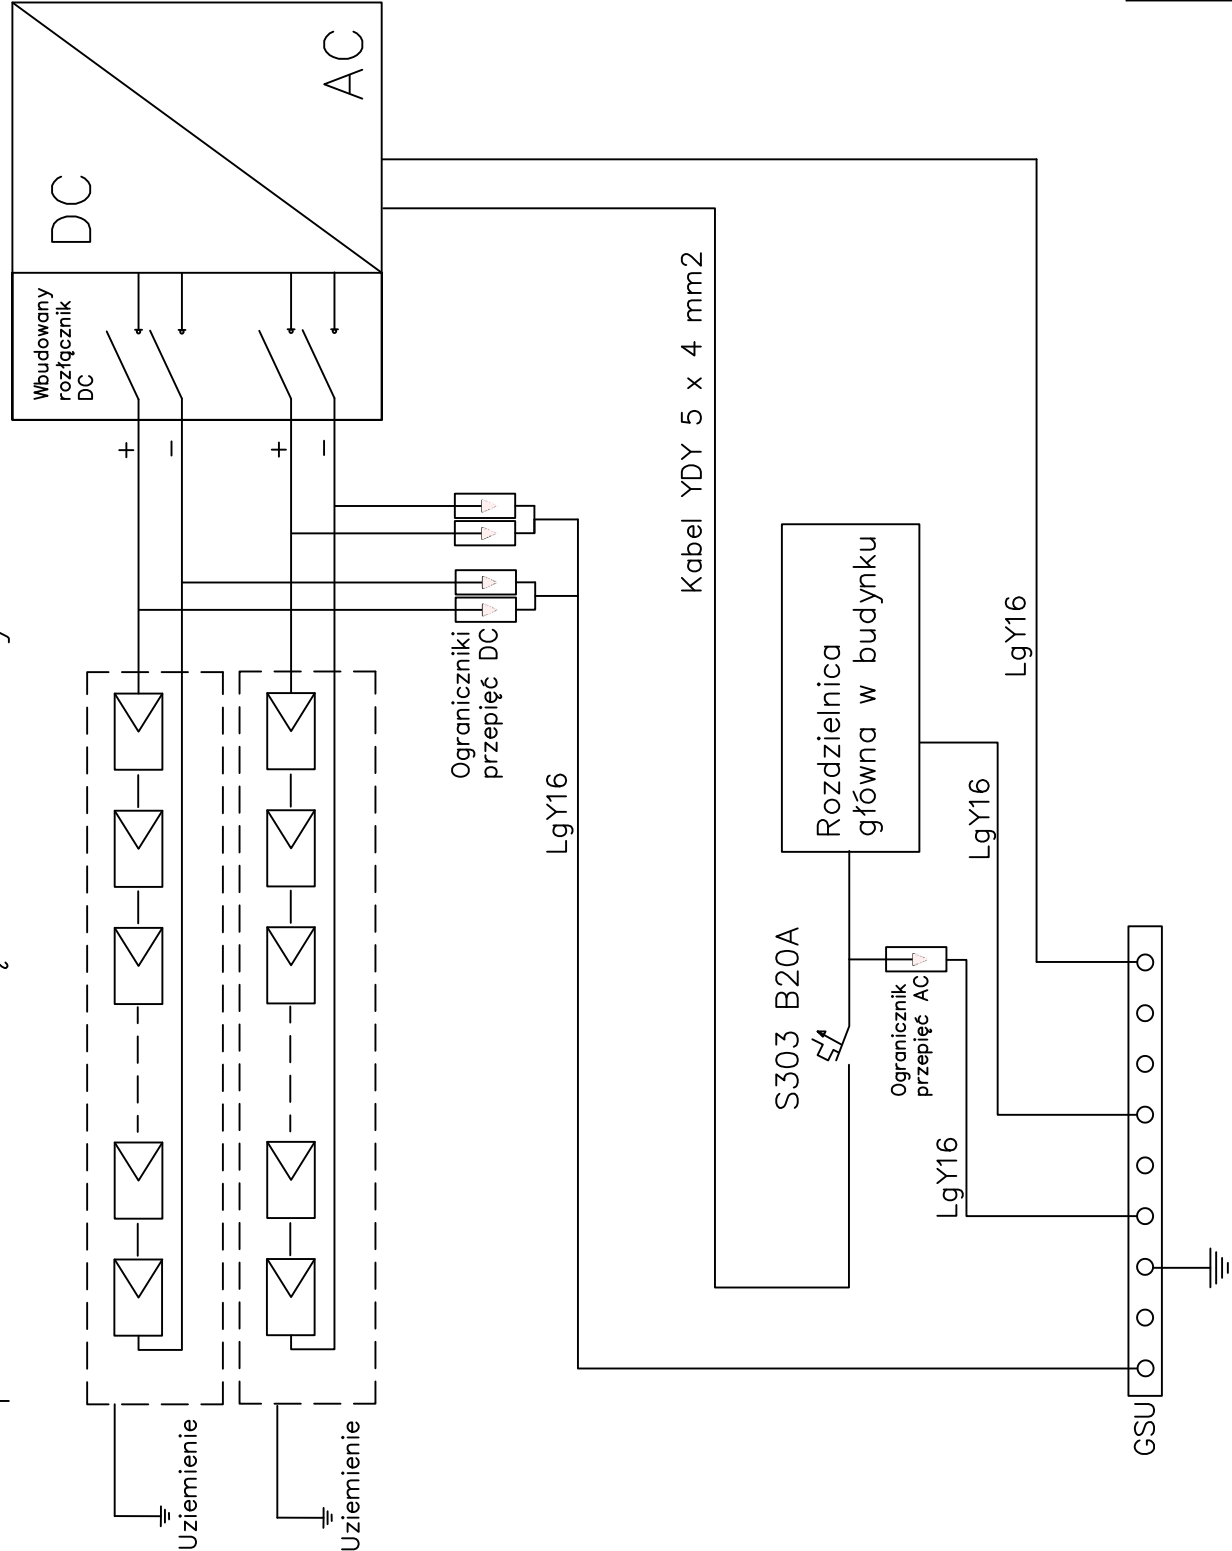 DC
AC
Wbudowany
rozłącznik
DC
+
−
+
−
Ograniczniki
przepięć DC
LgY16
Kabel YDY 5 x 4 mm2
Rozdzielnica
główna w budynku
LgY16
LgY16
S303 B20A
Ogranicznik
przepięć AC
LgY16
Uziemienie
Uziemienie
GSU